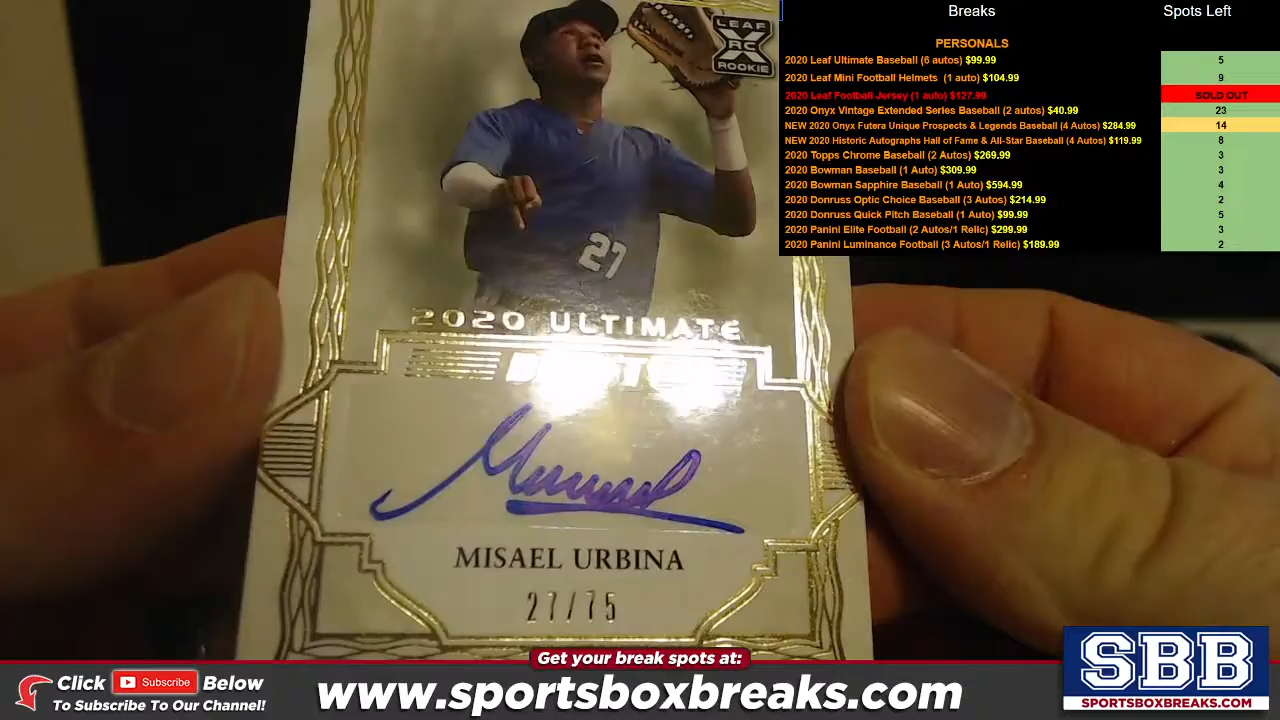 LEAF
RC
ROOKIE
27
2020 ULTIMATE
MISAEL URBINA
27/75
Breaks Spots Left
PERSONALS
2020 Leaf Ultimate Baseball (6 autos) $99.99 5
2020 Leaf Mini Football Helmets (1 auto) $104.99 9
2020 Leaf Football Jersey (1 auto) $127.99 SOLD OUT
2020 Onyx Vintage Extended Series Baseball (2 autos) $40.99 23
NEW 2020 Onyx Futera Unique Prospects & Legends Baseball (4 Autos) $284.99 14
NEW 2020 Historic Autographs Hall of Fame & All-Star Baseball (4 Autos) $119.99 8
2020 Topps Chrome Baseball (2 Autos) $269.99 3
2020 Bowman Baseball (1 Auto) $309.99 3
2020 Bowman Sapphire Baseball (1 Auto) $594.99 4
2020 Donruss Optic Choice Baseball (3 Autos) $214.99 2
2020 Donruss Quick Pitch Baseball (1 Auto) $99.99 5
2020 Panini Elite Football (2 Autos/1 Relic) $299.99 3
2020 Panini Luminance Football (3 Autos/1 Relic) $189.99 2
Get your break spots at:
Click Subscribe Below
To Subscribe To Our Channel!
www.sportsboxbreaks.com
SBB
SPORTSBOXBREAKS.COM